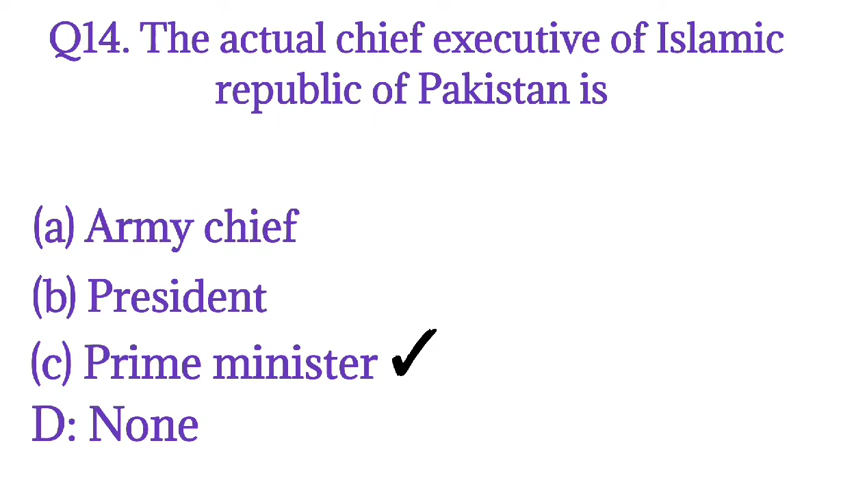 Q14. The actual chief executive of Islamic
republic of Pakistan is
(a) Army chief
(b) President
(c) Prime minister ✓
D: None